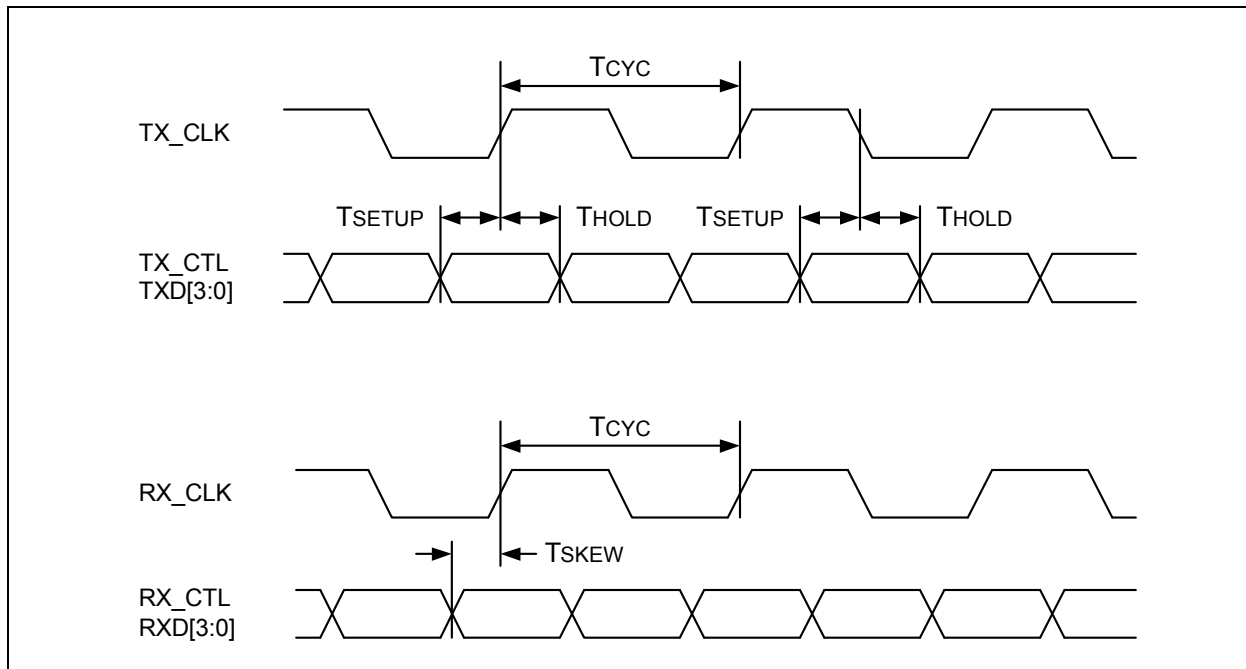 TCYC
TX_CLK
TSETUP THOLD TSETUP THOLD
TX_CTL
TXD[3:0]
TCYC
RX_CLK
TSKEW
RX_CTL
RXD[3:0]